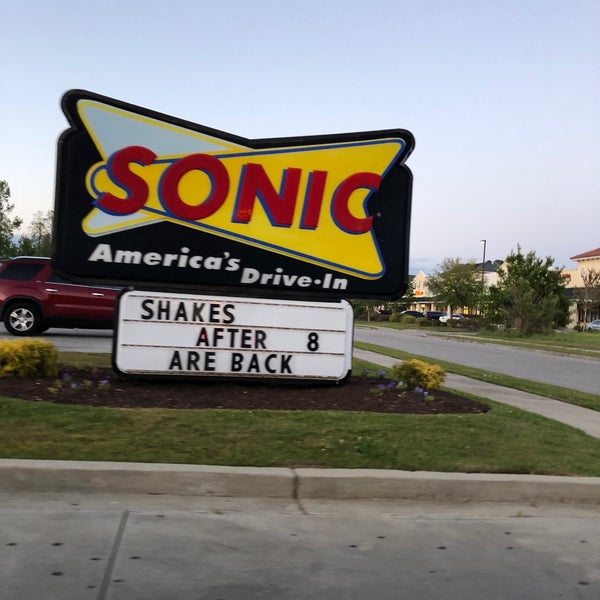 SONIC
America's Drive-In
SHAKES
AFTER 8
ARE BACK